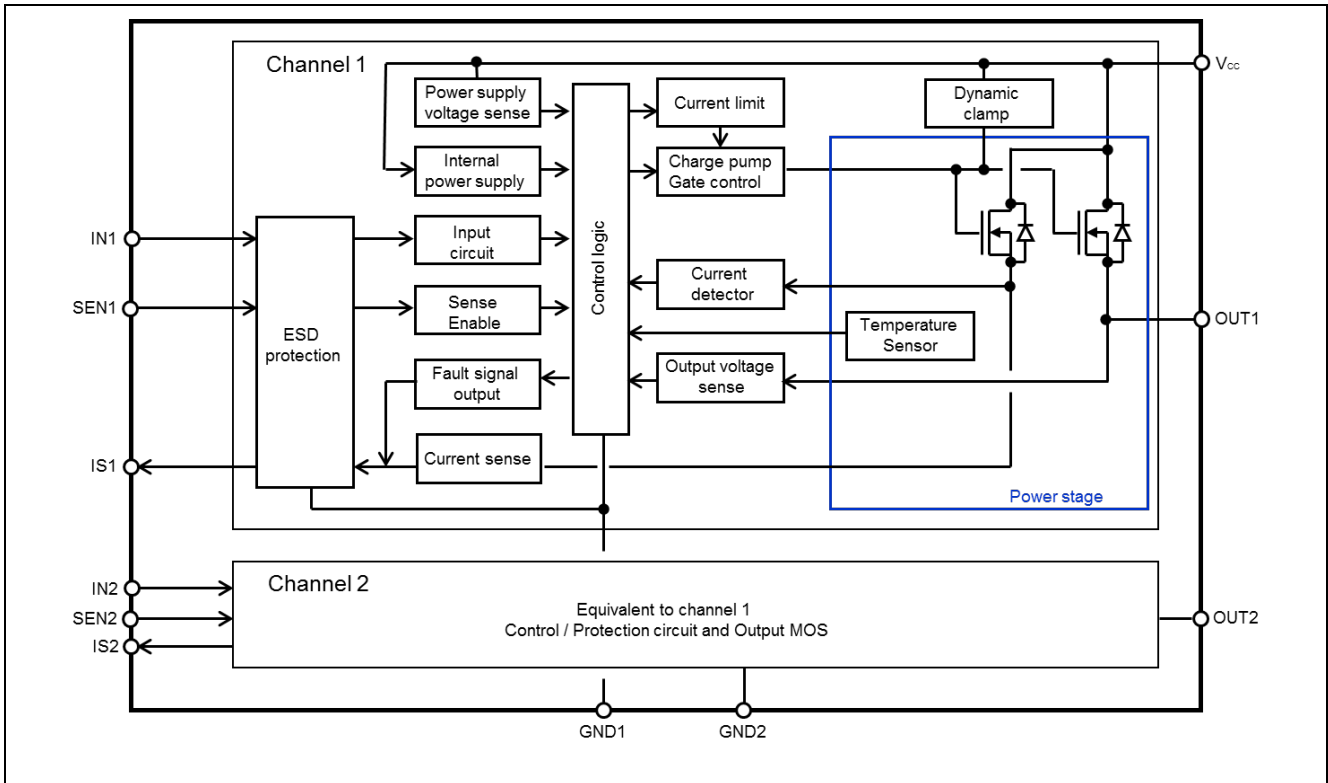 Channel 1
Vcc
Power supply
voltage sense
Current limit
Dynamic
clamp
Internal
power supply
Charge pump
Gate control
IN1
Input
circuit
Control logic
SEN1
Sense
Enable
Current
detector
ESD
protection
Temperature
Sensor
OUT1
Fault signal
output
Output voltage
sense
IS1
Current sense
Power stage
Channel 2
IN2
SEN2
IS2
Equivalent to channel 1
Control / Protection circuit and Output MOS
OUT2
GND1
GND2